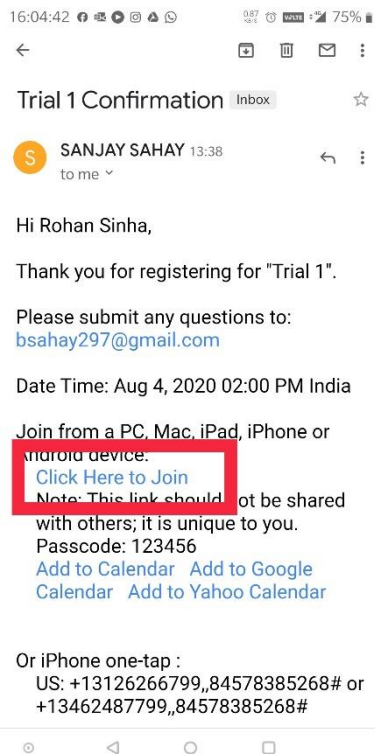 16:04:42 0.87 VoLTE 4G 75%
Trial 1 Confirmation Inbox
S SANJAY SAHAY 13:38
to me
Hi Rohan Sinha,
Thank you for registering for "Trial 1".
Please submit any questions to:
bsahay297@gmail.com
Date Time: Aug 4, 2020 02:00 PM India
Join from a PC, Mac, iPad, iPhone or
Android device:
Click Here to Join
Note: This link should not be shared
with others; it is unique to you.
Passcode: 123456
Add to Calendar Add to Google
Calendar Add to Yahoo Calendar
Or iPhone one-tap :
US: +13126266799,,84578385268# or
+13462487799,,84578385268#